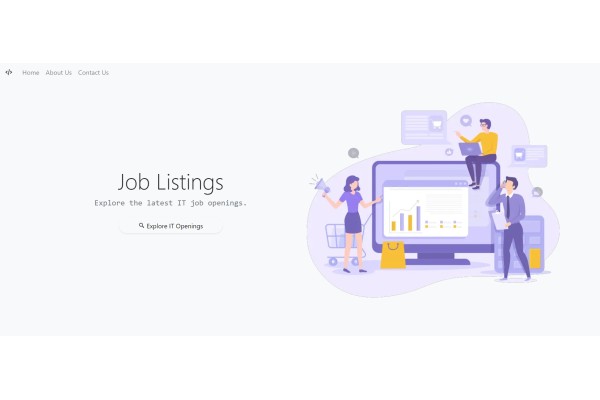 </> Home About Us Contact Us
Job Listings
Explore the latest IT job openings.
Explore IT Openings